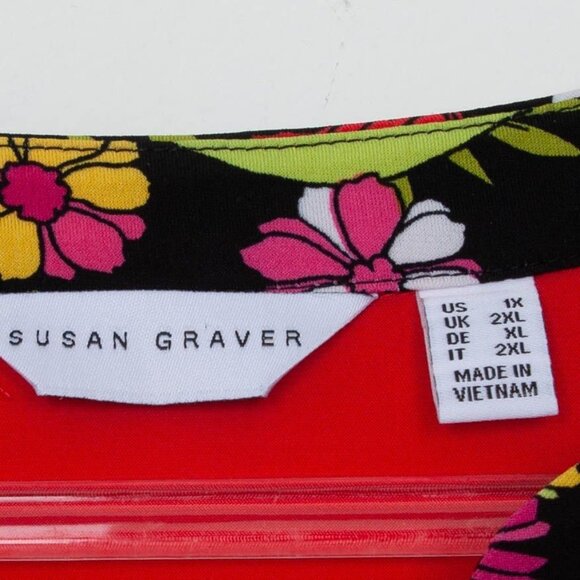 SUSAN GRAVER
US 1X
UK 2XL
DE XL
IT 2XL
MADE IN
VIETNAM